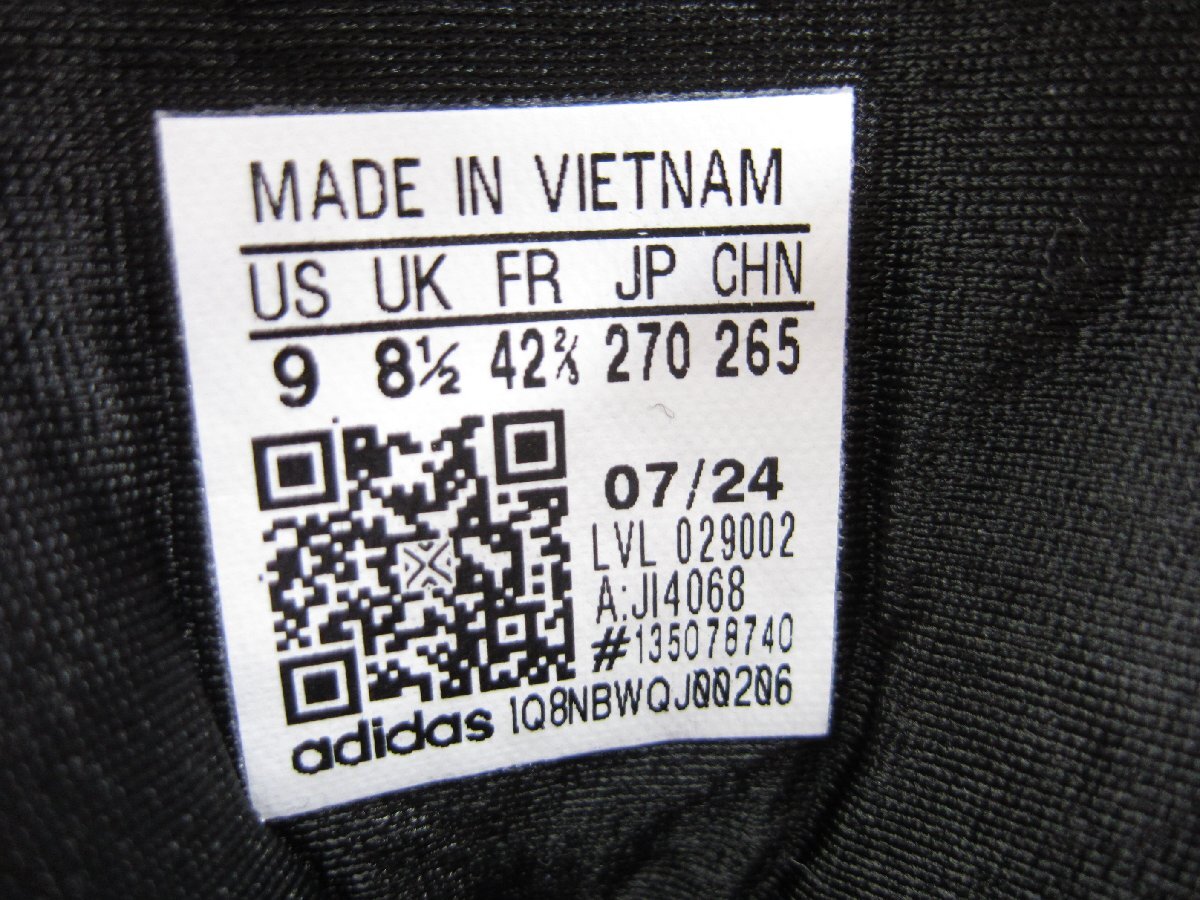 MADE IN VIETNAM
US UK FR JP CHN
9 8½ 42⅔ 270 265
07/24
LVL 029002
A:JI4068
#135078740
adidas 1Q8NBWQJ00206